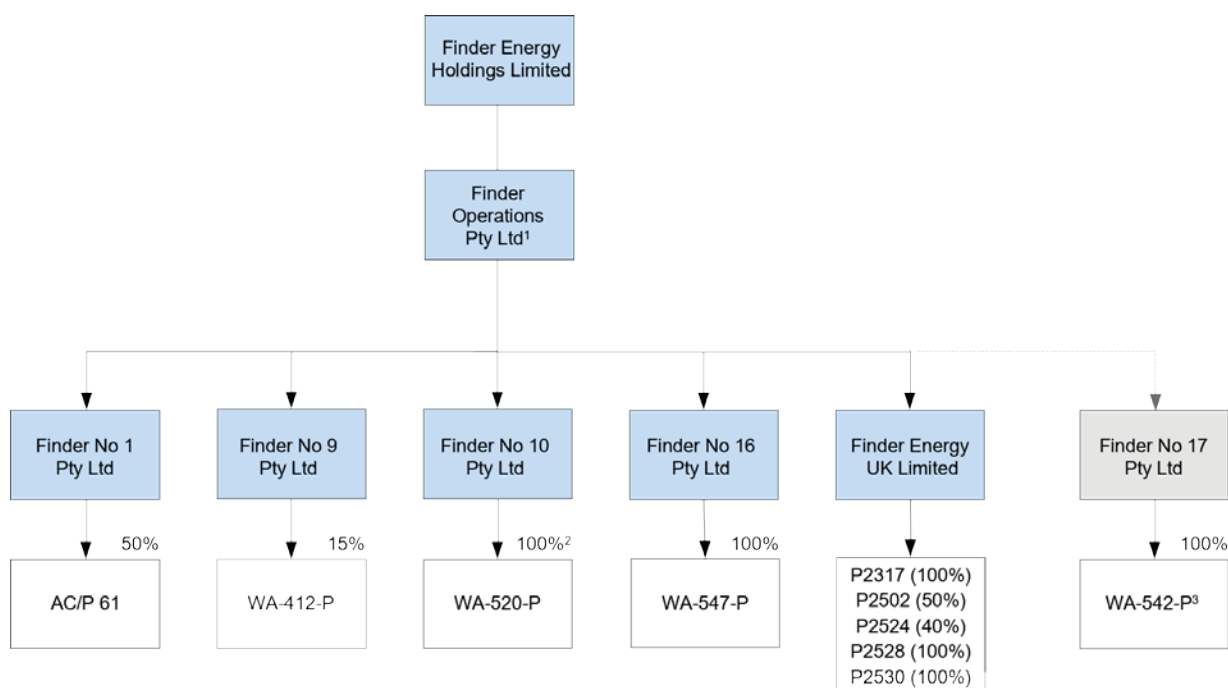 Finder Energy
Holdings Limited
Finder
Operations
Pty Ltd¹
Finder No 1
Pty Ltd
Finder No 9
Pty Ltd
Finder No 10
Pty Ltd
Finder No 16
Pty Ltd
Finder Energy
UK Limited
Finder No 17
Pty Ltd
50%
15%
100%²
100%
100%
AC/P 61
WA-412-P
WA-520-P
WA-547-P
P2317 (100%)
P2502 (50%)
P2524 (40%)
P2528 (100%)
P2530 (100%)
WA-542-P³